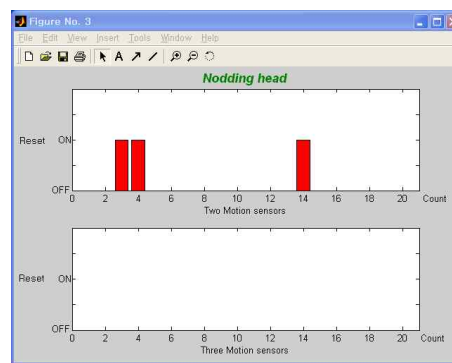 Figure No. 3
File Edit View Insert Tools Window Help
A
Nodding head
Reset
ON
OFF
0 2 4 6 8 10 12 14 16 18 20 Count
Two Motion sensors
Reset
ON
OFF
0 2 4 6 8 10 12 14 16 18 20 Count
Three Motion sensors